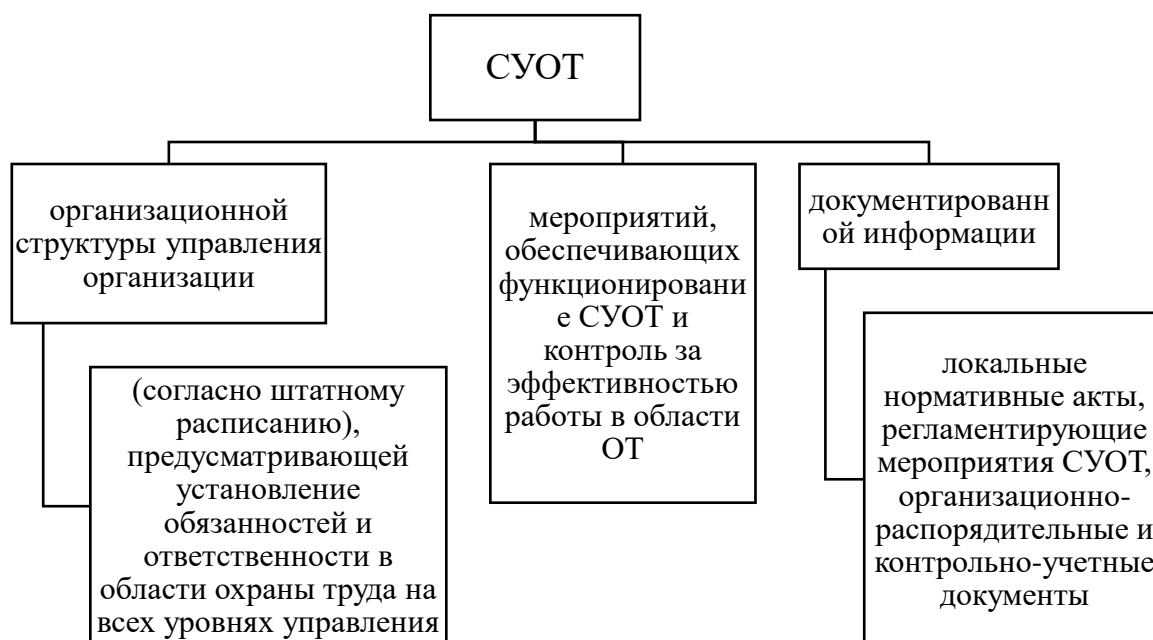 СУОТ
организационной
структуры управления
организации
(согласно штатному
расписанию),
предусматривающей
установление
обязанностей и
ответственности в
области охраны труда на
всех уровнях управления
мероприятий,
обеспечивающих
функционировани
е СУОТ и
контроль за
эффективностью
работы в области
ОТ
документированн
ой информации
локальные
нормативные акты,
регламентирующие
мероприятия СУОТ,
организационно-
распорядительные и
контрольно-учетные
документы